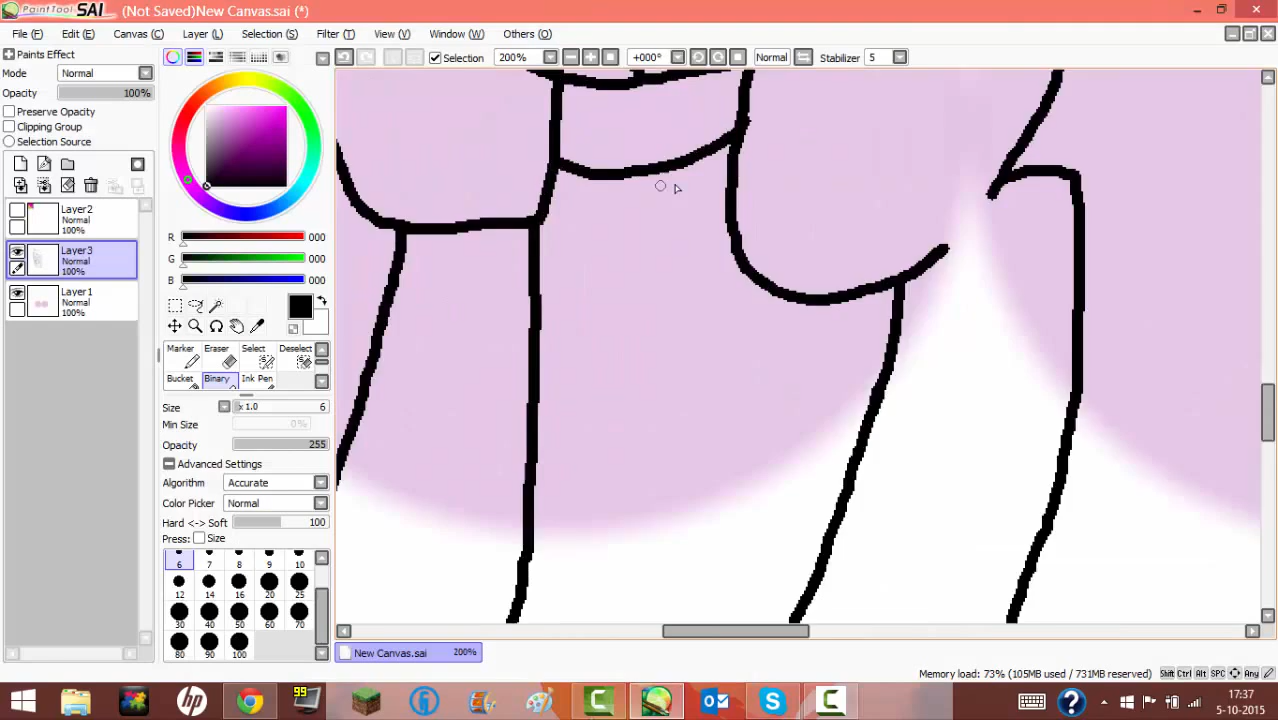 PaintTool-SAI (Not Saved)New Canvas.sai (*)
File (F) Edit (E) Canvas (C) Layer (L) Selection (S) Filter (T) View (V) Window (W) Others (O)
Paints Effect
Mode Normal
Opacity 100%
Preserve Opacity
Clipping Group
Selection Source
Layer2
Normal
100%
Layer3
Normal
100%
Layer1
Normal
100%
Selection 200% +000° Normal Stabilizer 5
R 000
G 000
B 000
Marker Eraser Select Deselect
Bucket Binary Ink Pen
Size x 1.0 6
Min Size 0%
Opacity 255
Advanced Settings
Algorithm Accurate
Color Picker Normal
Hard <-> Soft 100
Press: Size
6 7 8 9 10
12 14 16 20 25
30 40 50 60 70
80 90 100
New Canvas.sai 200%
Memory load: 73% (105MB used / 731MB reserved) Shift Ctrl Alt SPC Any
99
17:37
5-10-2015